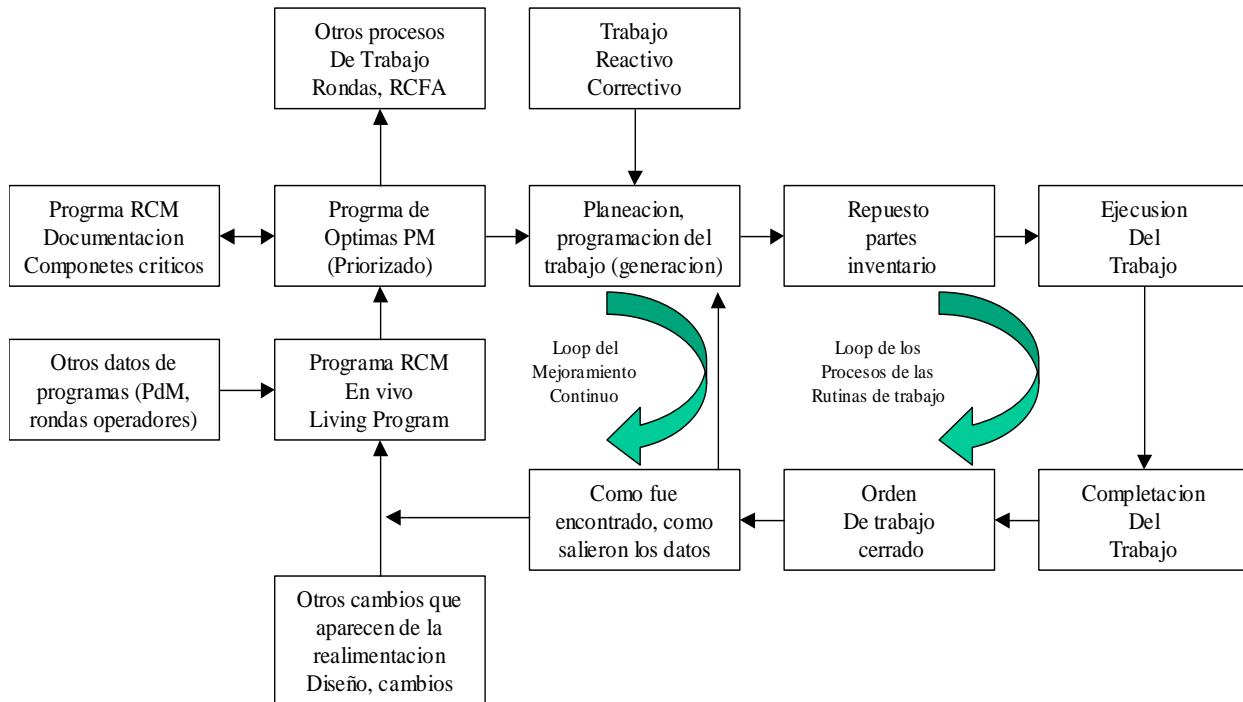 Otros procesos
De Trabajo
Rondas, RCFA
Trabajo
Reactivo
Correctivo
Progrma RCM
Documentacion
Componetes criticos
Progrma de
Optimas PM
(Priorizado)
Planeacion,
programacion del
trabajo (generacion)
Repuesto
partes
inventario
Ejecusion
Del
Trabajo
Otros datos de
programas (PdM,
rondas operadores)
Programa RCM
En vivo
Living Program
Loop del
Mejoramiento
Continuo
Loop de los
Procesos de las
Rutinas de trabajo
Como fue
encontrado, como
salieron los datos
Orden
De trabajo
cerrado
Completacion
Del
Trabajo
Otros cambios que
aparecen de la
realimentacion
Diseño, cambios